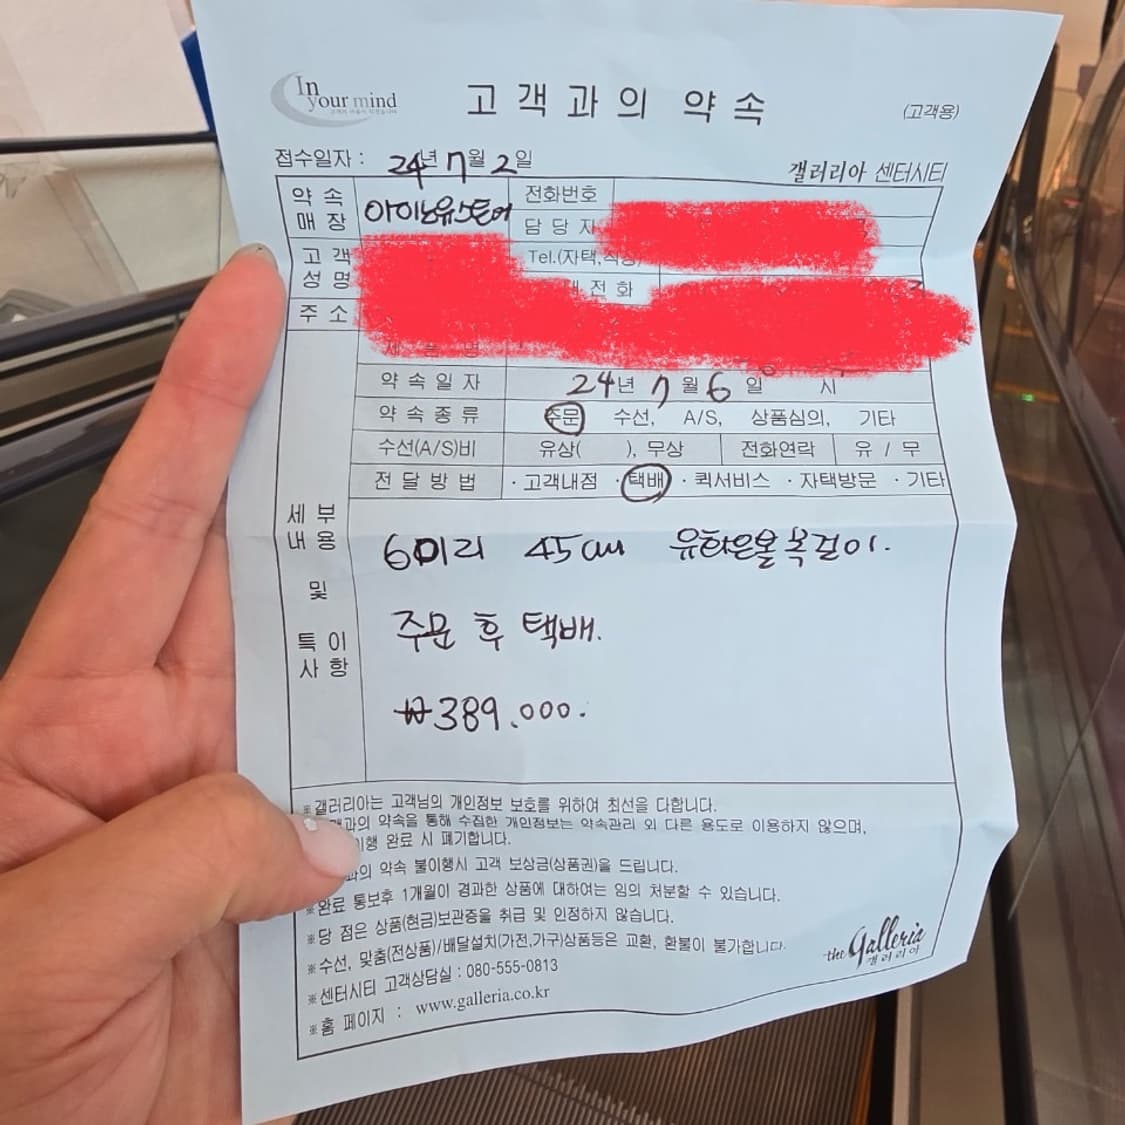 In
your mind
고객과의 약속
(고객용)
접수일자 : 24년 7월 2일
갤러리아 센터시티
약속
매장
전화번호
담당자
고객
성명
Tel.(자택,직장)
전화
주소
약속일자 24년 7월 6일 시
약속종류 주문 수선, A/S, 상품심의, 기타
수선(A/S)비 유상( ), 무상 전화연락 유 / 무
전달방법 · 고객내점 · 택배 · 퀵서비스 · 자택방문 · 기타
세부
내용
및
특이
사항
6미리 45cm 유화은볼 목걸이.
주문 후 택배.
₩389.000.
※ 갤러리아는 고객님의 개인정보 보호를 위하여 최선을 다합니다.
과의 약속을 통해 수집한 개인정보는 약속관리 외 다른 용도로 이용하지 않으며,
완료 시 폐기합니다.
과의 약속 불이행시 고객 보상금(상품권)을 드립니다.
※ 완료 통보후 1개월이 경과한 상품에 대하여는 임의 처분할 수 있습니다.
※ 당 점은 상품(현금)보관증을 취급 및 인정하지 않습니다.
※ 수선, 맞춤(전상품)/배달설치(가전,가구)상품등은 교환, 환불이 불가합니다.
※ 센터시티 고객상담실 : 080-555-0813
※ 홈 페이지 : www.galleria.co.kr
the Galleria
갤러리아